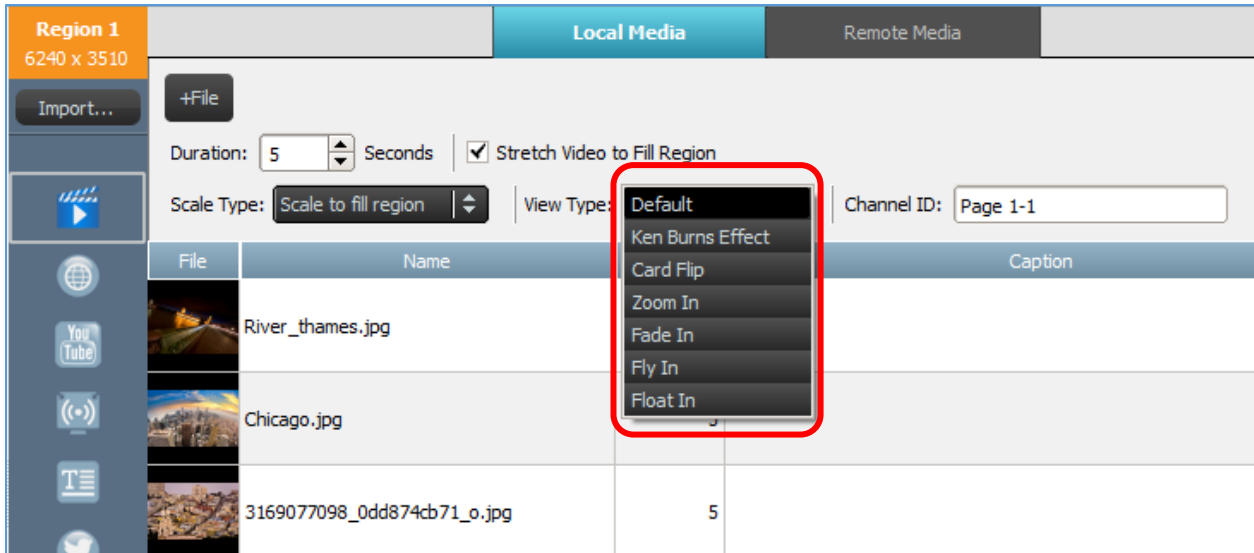 Region 1
6240 x 3510
Local Media
Remote Media
Import...
+File
Duration: 5 Seconds Stretch Video to Fill Region
Scale Type: Scale to fill region View Type: Default Channel ID: Page 1-1
Ken Burns Effect
Card Flip
Zoom In
Fade In
Fly In
Float In
File Name Caption
River_thames.jpg
You
Tube
Chicago.jpg
T
3169077098_0dd874cb71_o.jpg 5